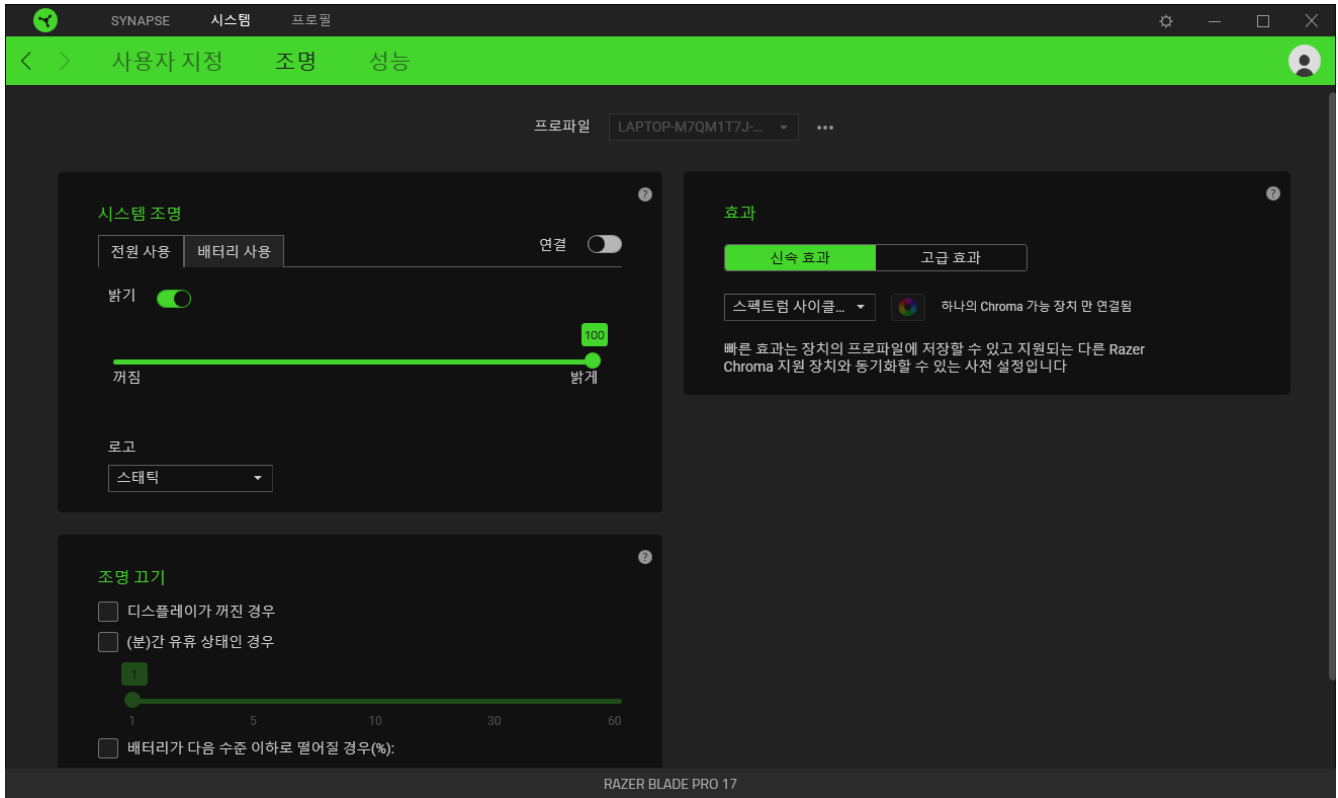 SYNAPSE 시스템 프로필
사용자 지정 조명 성능
프로파일 LAPTOP-M7QM1T7J-... •••
시스템 조명
전원 사용 배터리 사용 연결
밝기
100
꺼짐 밝게
로고
스태틱
조명 끄기
디스플레이가 꺼진 경우
(분)간 유휴 상태인 경우
1
1 5 10 30 60
배터리가 다음 수준 이하로 떨어질 경우(%):
효과
신속 효과 고급 효과
스펙트럼 사이클... 하나의 Chroma 가능 장치 만 연결됨
빠른 효과는 장치의 프로파일에 저장할 수 있고 지원되는 다른 Razer
Chroma 지원 장치와 동기화할 수 있는 사전 설정입니다
RAZER BLADE PRO 17